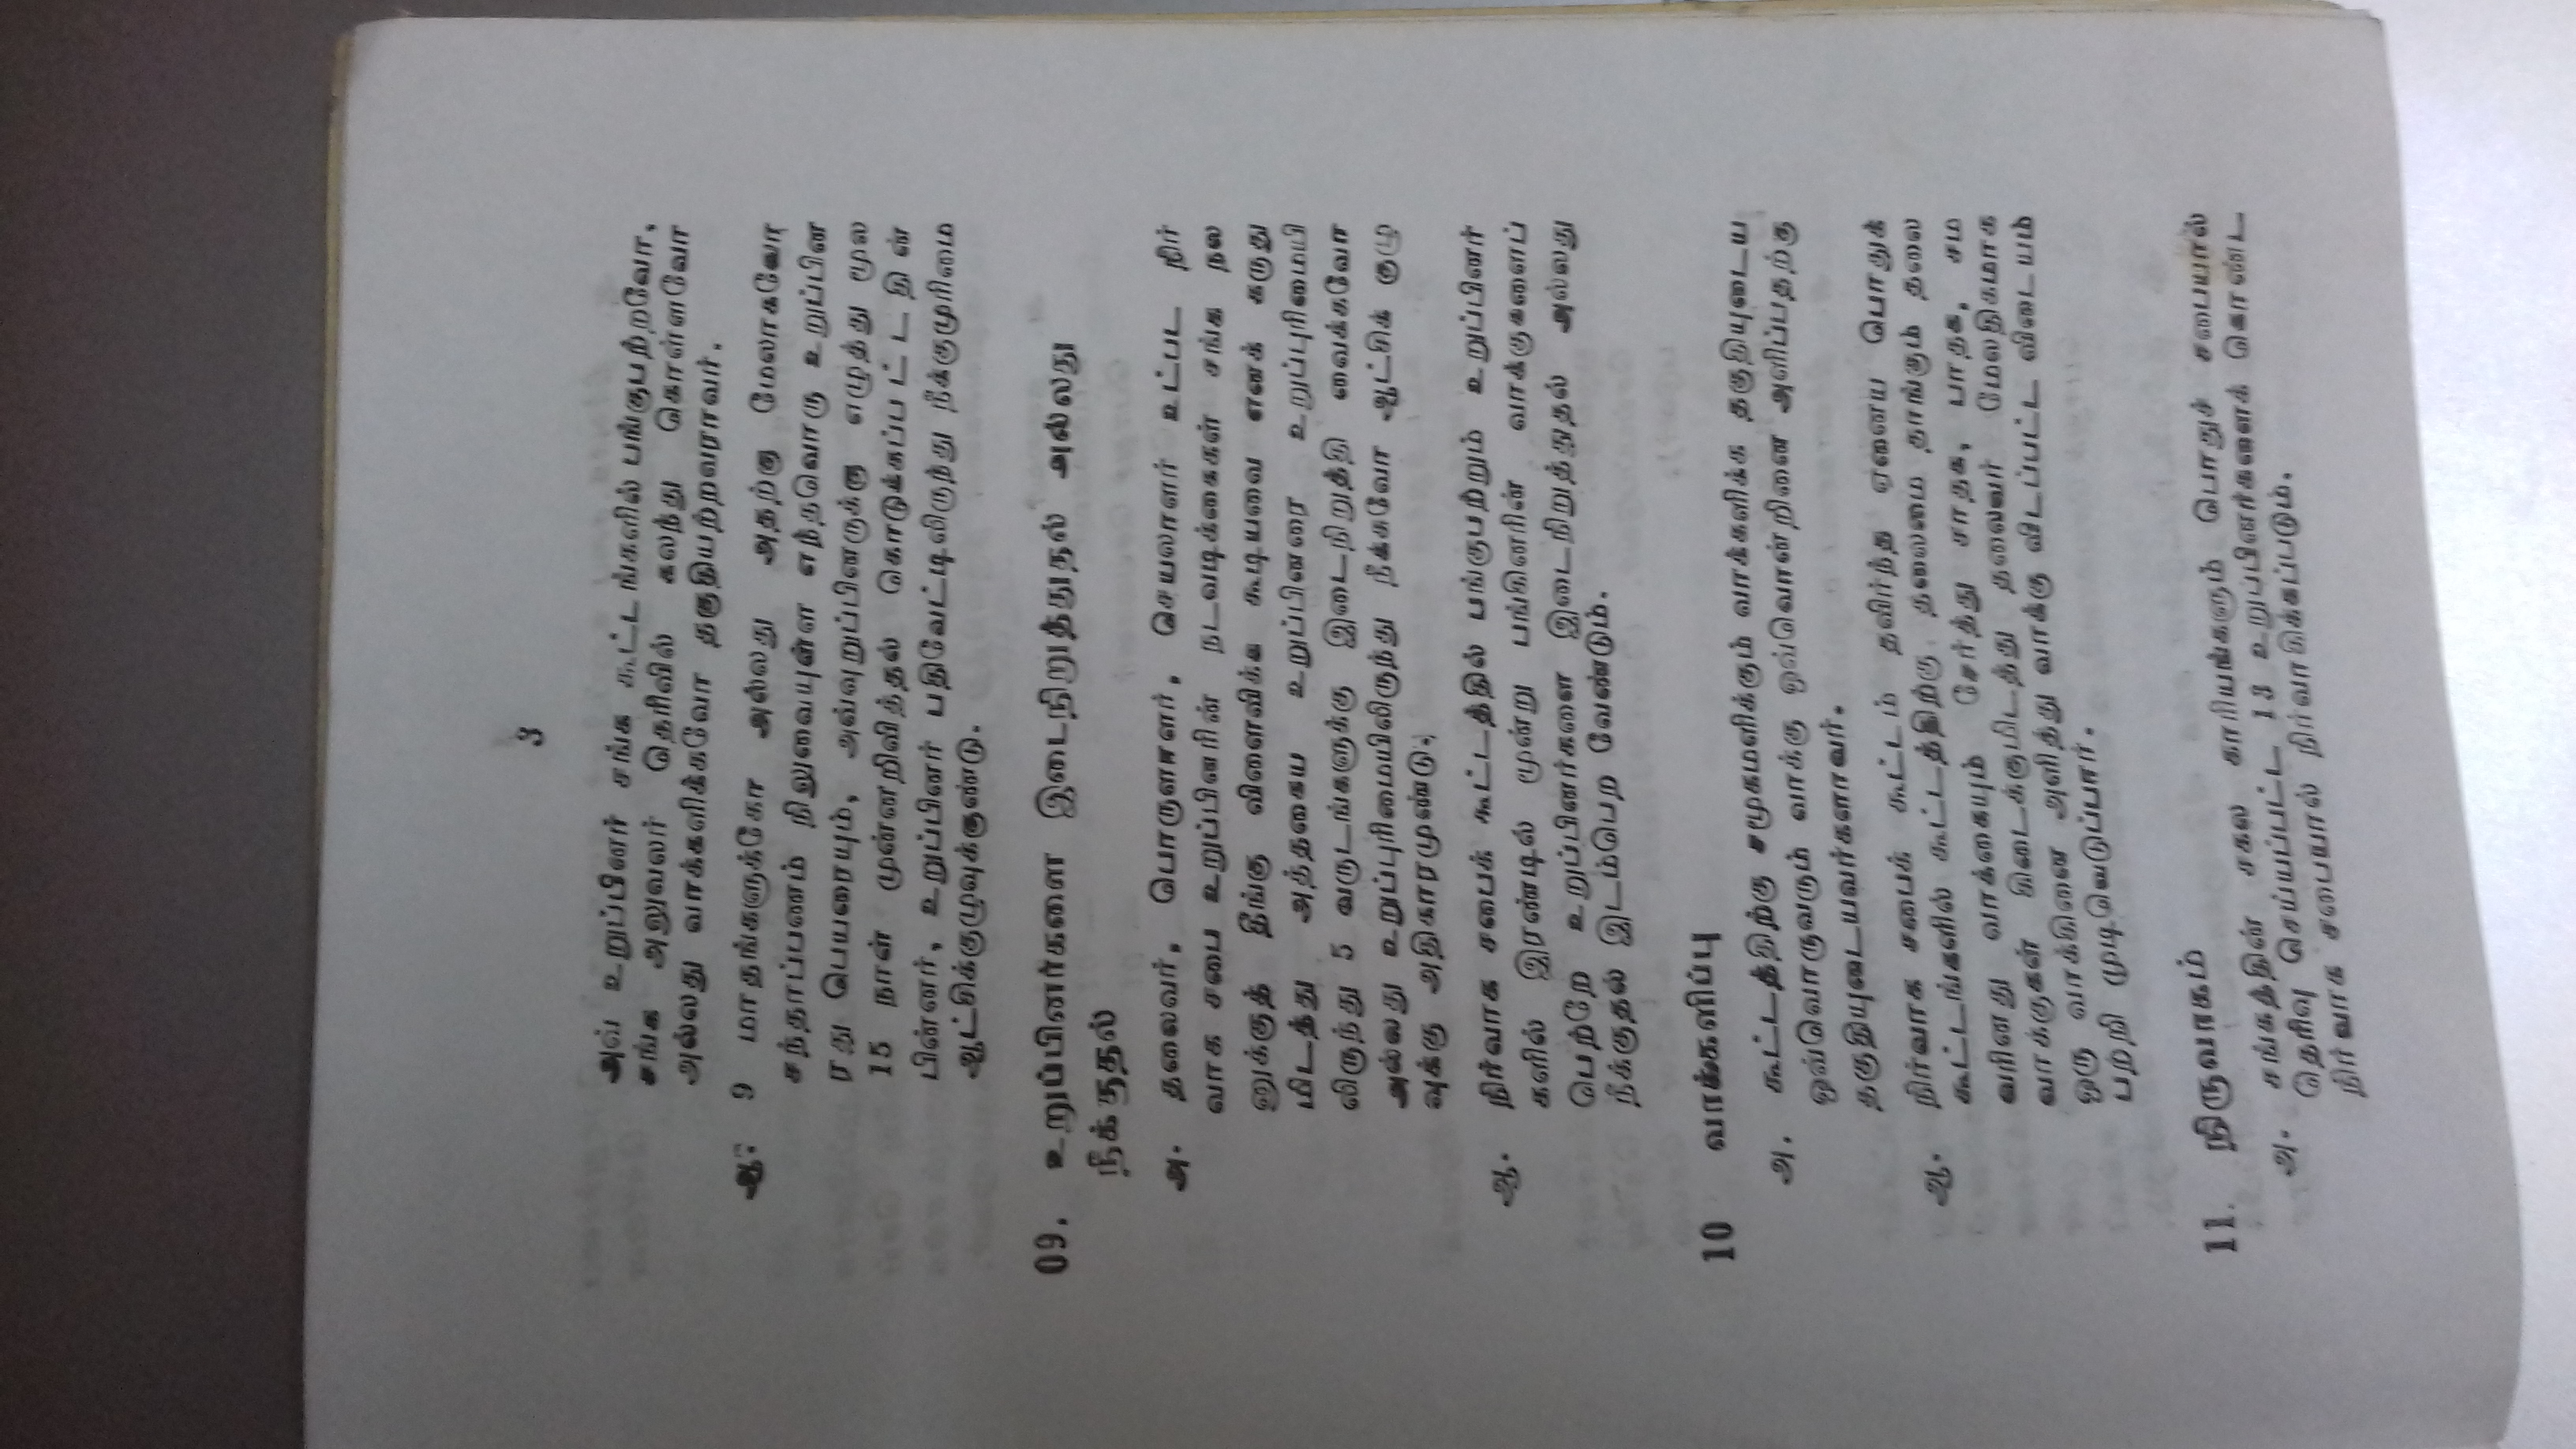 3
அவ் உறுப்பினர் சங்க கூட்டங்களில் பங்குபற்றவோ,
சங்க அலுவலர் தெரிவில் கலந்து கொள்ளவோ
அல்லது வாக்களிக்கவோ தகுதியற்றவராவர்.
ஆ. 9 மாதங்களுக்கோ அல்லது அதற்கு மேலாகவோ
சந்தாப்பணம் நிலுவையுள்ள எந்தவொரு உறுப்பின
ரது பெயரையும், அவ்வுறுப்பினருக்கு எழுத்து மூல
15 நாள் முன்னறிவித்தல் கொடுக்கப்பட்டதின்
பின்னர், உறுப்பினர் பதிவேட்டிலிருந்து நீக்குமுரிமை
ஆட்சிக்குழுவுக்குண்டு.
09. உறுப்பினர்களை இடைநிறுத்துதல் அல்லது
நீக்குதல்
அ. தலைவர், பொருளாளர், செயலாளர் உட்பட நிர்
வாக சபை உறுப்பினரின் நடவடிக்கைகள் சங்க நல
னுக்குத் தீங்கு விளைவிக்க கூடியவை எனக் கருது
மிடத்து அத்தகைய உறுப்பினரை உறுப்புரிமையி
லிருந்து 5 வருடங்களுக்கு இடைநிறுத்தி வைக்கவோ
அல்லது உறுப்புரிமையிலிருந்து நீக்கவோ ஆட்சிக் குழு
வுக்கு அதிகாரமுண்டு.
ஆ. நிர்வாக சபைக் கூட்டத்தில் பங்குபற்றும் உறுப்பினர்
களில் இரண்டில் மூன்று பங்கினரின் வாக்குகளைப்
பெற்றே உறுப்பினர்களை இடைநிறுத்துதல் அல்லது
நீக்குதல் இடம்பெற வேண்டும்.
10 வாக்களிப்பு
அ. கூட்டத்திற்கு சமூகமளிக்கும் வாக்களிக்க தகுதியுடைய
ஒவ்வொருவரும் வாக்கு ஒவ்வொன்றினை அளிப்பதற்கு
தகுதியுடையவர்களாவர்.
ஆ. நிர்வாக சபைக் கூட்டம் தவிர்ந்த ஏனைய பொதுக்
கூட்டங்களில் கூட்டத்திற்கு தலைமை தாங்கும் தலை
வரினது வாக்கையும் சேர்த்து சாதக, பாதக, சம
வாக்குகள் கிடைக்குமிடத்து தலைவர் மேலதிகமாக
ஒரு வாக்கினை அளித்து வாக்கு விடப்பட்ட விடையம்
பற்றி முடிவெடுப்பார்.
11. நிருவாகம்
அ. சங்கத்தின் சகல காரியங்களும் பொதுச் சபையால்
தெரிவு செய்யப்பட்ட 13 உறுப்பினர்களைக் கொண்ட
நிர்வாக சபையால் நிர்வாகிக்கப்படும்.